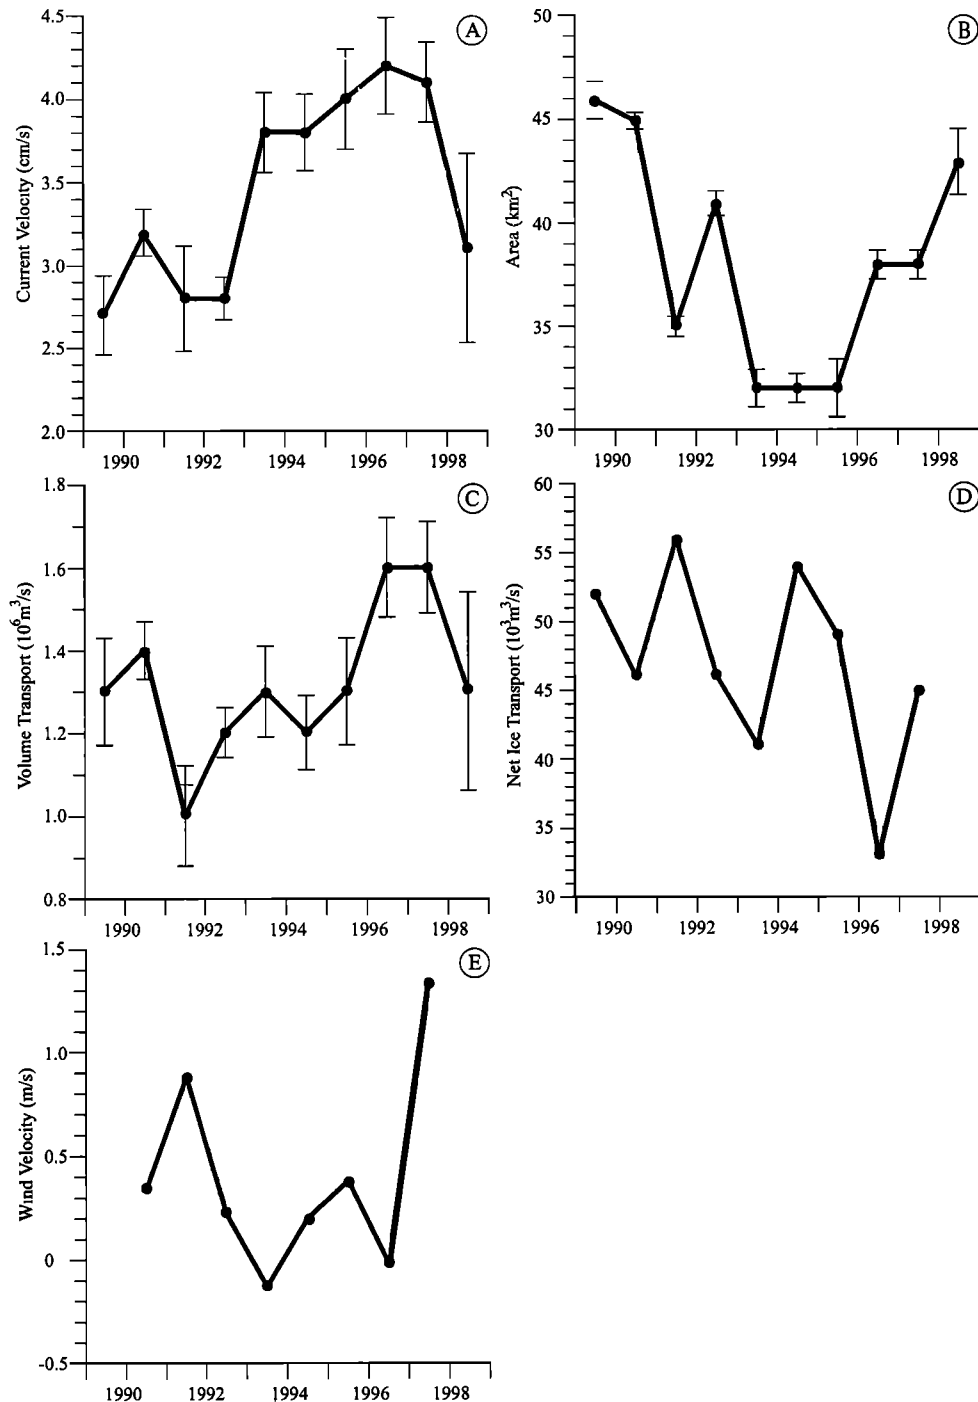 A
Current Velocity (cm/s)
4.5
4.0
3.5
3.0
2.5
2.0
1990 1992 1994 1996 1998
B
Area (km²)
50
45
40
35
30
1990 1992 1994 1996 1998
C
Volume Transport (10⁶m³/s)
1.8
1.6
1.4
1.2
1.0
0.8
1990 1992 1994 1996 1998
D
Net Ice Transport (10³m³/s)
60
55
50
45
40
35
30
1990 1992 1994 1996 1998
E
Wind Velocity (m/s)
1.5
1.0
0.5
0
-0.5
1990 1992 1994 1996 1998